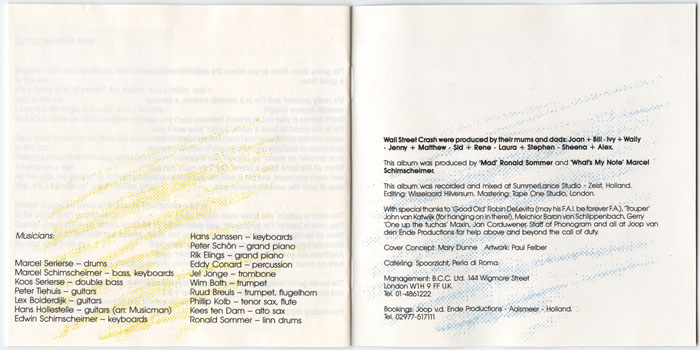 Musicians:
Marcel Serierse – drums
Marcel Schimscheimer – bass, keyboards
Koos Serierse – double bass
Peter Tiehuis – guitars
Lex Bolderdijk – guitars
Hans Hollestelle – guitars (arr. Musicman)
Edwin Schimscheimer – keyboards
Hans Janssen – keyboards
Peter Schön – grand piano
Rik Elings – grand piano
Eddy Conard – percussion
Jel Jonge – trombone
Wim Both – trumpet
Ruud Breuls – trumpet, flugelhorn
Phillip Kolb – tenor sax, flute
Kees ten Dam – alto sax
Ronald Sommer – linn drums
Wall Street Crash were produced by their mums and dads: Joan + Bill - Ivy + Wally
- Jenny + Matthew - Sid + Rene - Laura + Stephen - Sheena + Alex.
This album was produced by 'Mad' Ronald Sommer and 'What's My Note' Marcel
Schimscheimer.
This album was recorded and mixed at SummerLance Studio - Zeist, Holland.
Editing: Wisseloord Hilversum. Mastering: Tape One Studio, London.
With special thanks to 'Good Old' Robin DeLevita (may his F.A.I. be forever F.A.), 'Trouper'
John van Katwijk (for hanging on in there!), Melchior Baron van Schlippenbach, Gerry
'One up the tuchas' Maxin, Jan Corduwener, Staff of Phonogram and all at Joop van
den Ende Productions for help above and beyond the call of duty.
Cover Concept: Mary Dunne Artwork: Paul Felber
Catering: Spoorzicht, Perla di Roma.
Management: B.C.C. Ltd. 144 Wigmore Street
London W1H 9 FF U.K.
Tel. 01-4861222
Bookings: Joop v.d. Ende Productions - Aalsmeer - Holland.
Tel. 02977-517111